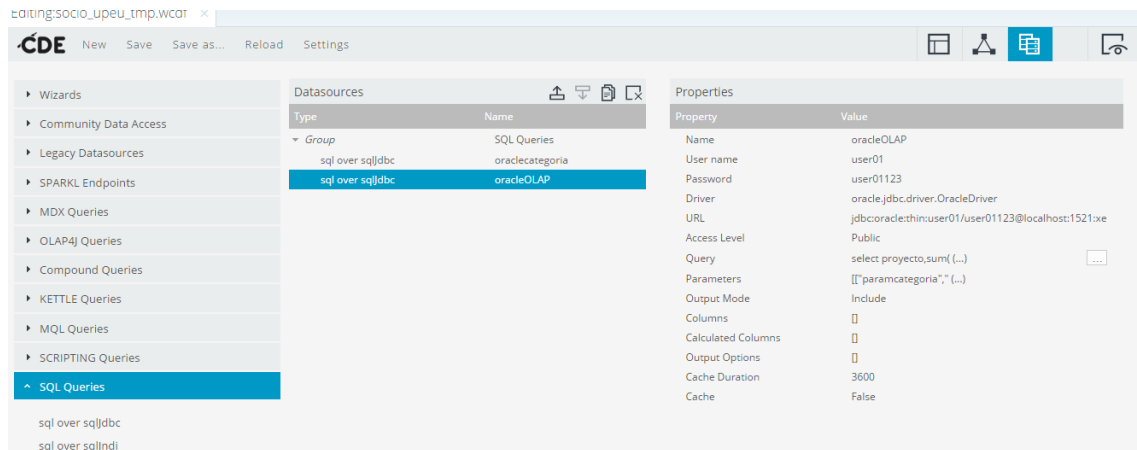 Editing:socio_upeu_tmp.wcdf ×
CDE New Save Save as... Reload Settings
Wizards
Community Data Access
Legacy Datasources
SPARKL Endpoints
MDX Queries
OLAP4J Queries
Compound Queries
KETTLE Queries
MQL Queries
SCRIPTING Queries
SQL Queries
sql over sqlJdbc
sql over sqlJndi
Datasources
Type Name
Group SQL Queries
sql over sqlJdbc oraclecategoria
sql over sqlJdbc oracleOLAP
Properties
Property Value
Name oracleOLAP
User name user01
Password user01123
Driver oracle.jdbc.driver.OracleDriver
URL jdbc:oracle:thin:user01/user01123@localhost:1521:xe
Access Level Public
Query select proyecto,sum( (...) ...
Parameters [["paramcategoria"," (...)
Output Mode Include
Columns []
Calculated Columns []
Output Options []
Cache Duration 3600
Cache False